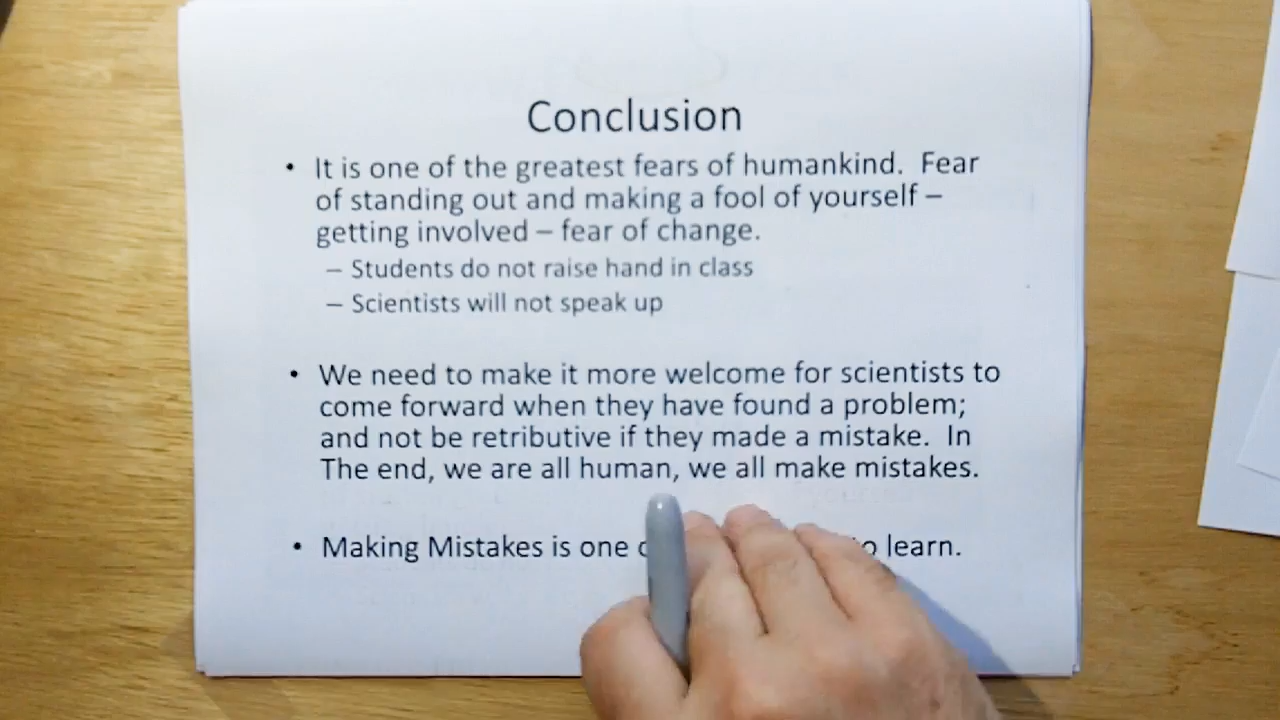 Conclusion
• It is one of the greatest fears of humankind. Fear
of standing out and making a fool of yourself –
getting involved – fear of change.
– Students do not raise hand in class
– Scientists will not speak up
• We need to make it more welcome for scientists to
come forward when they have found a problem;
and not be retributive if they made a mistake. In
The end, we are all human, we all make mistakes.
• Making Mistakes is one learn.